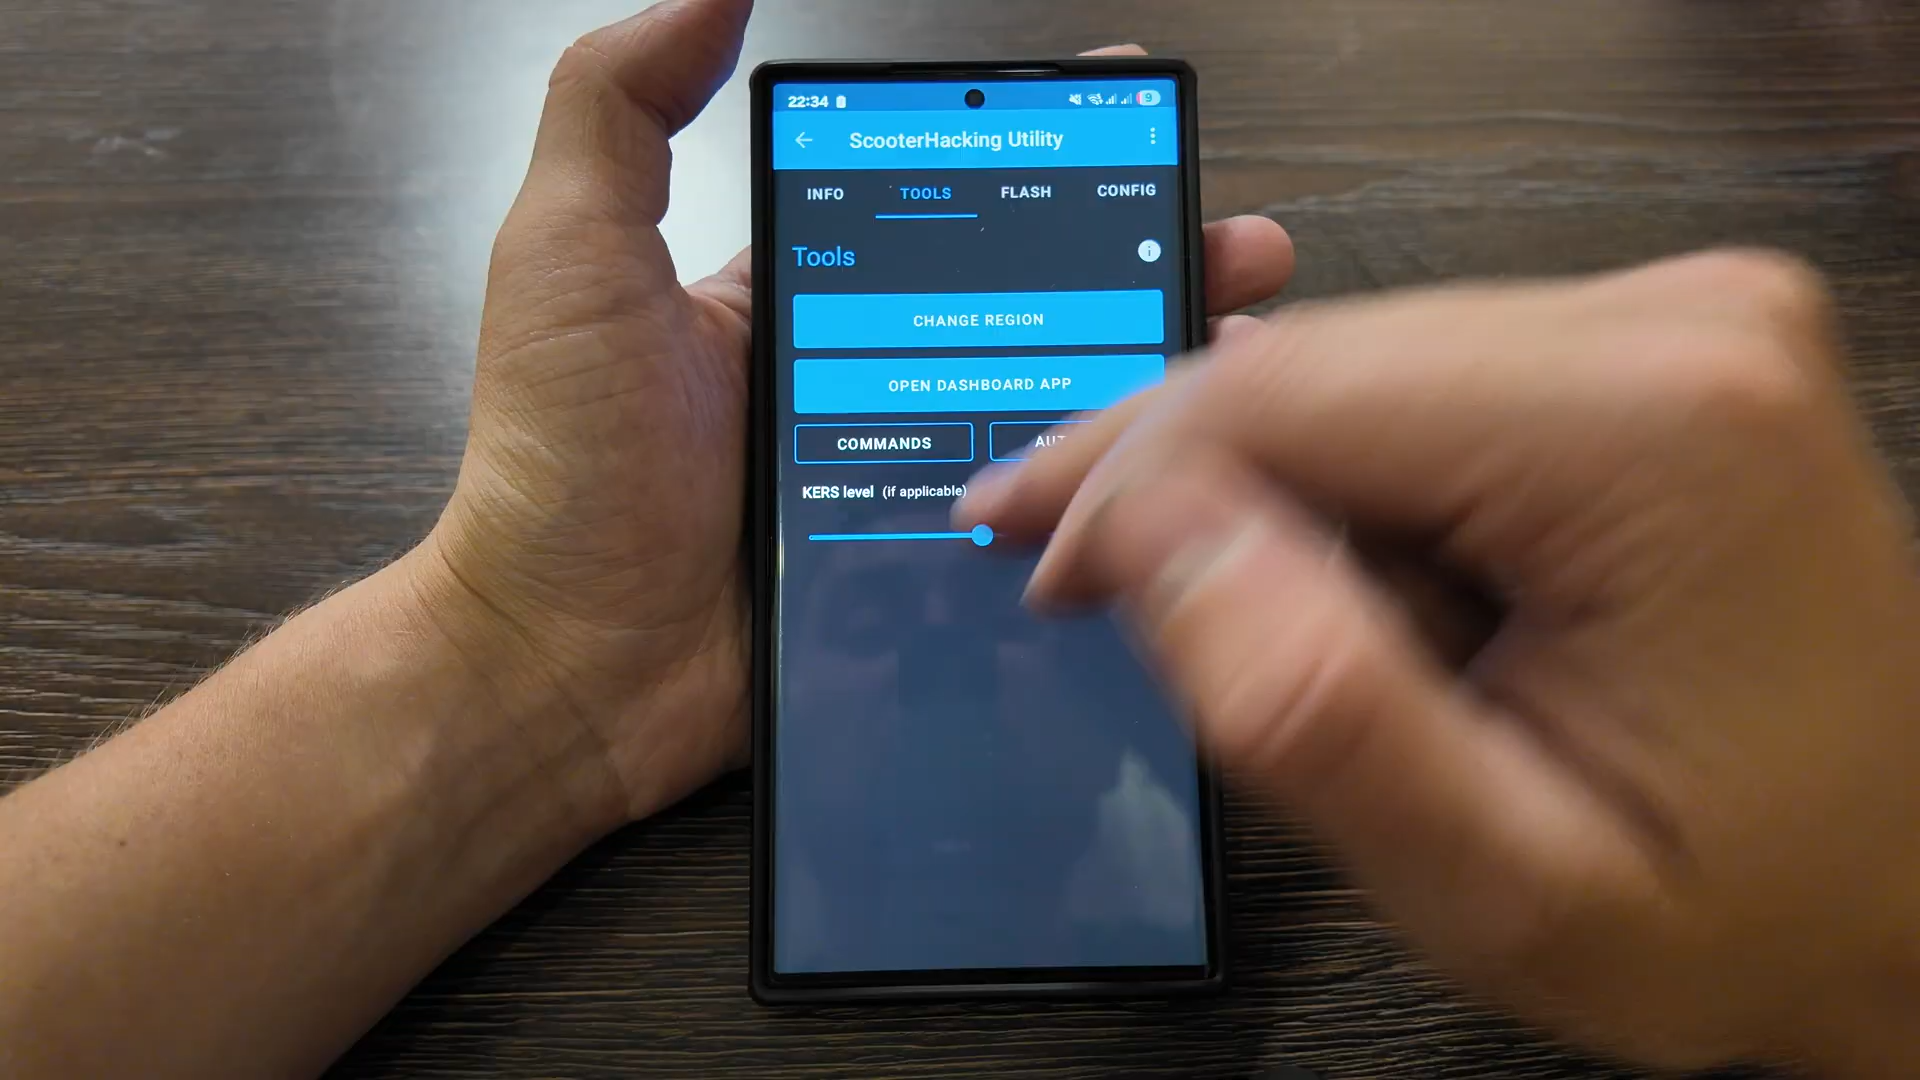 22:34
9
ScooterHacking Utility
INFO TOOLS FLASH CONFIG
Tools
CHANGE REGION
OPEN DASHBOARD APP
COMMANDS
KERS level (if applicable)